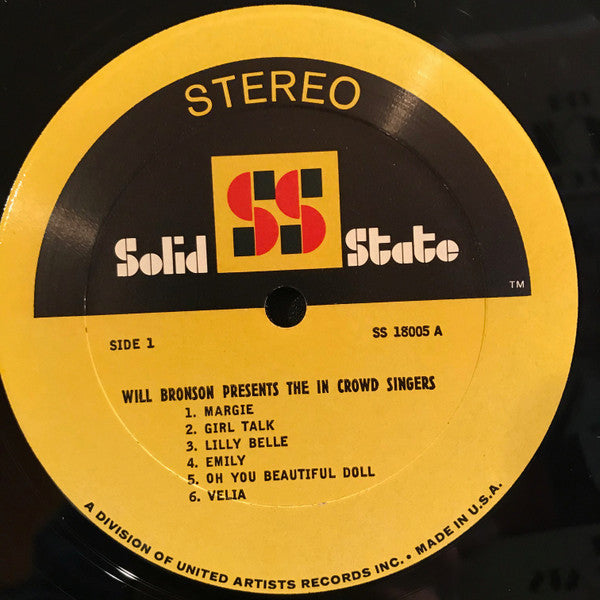 STEREO
SS
Solid State
TM
SIDE 1
SS 18005 A
WILL BRONSON PRESENTS THE IN CROWD SINGERS
1. MARGIE
2. GIRL TALK
3. LILLY BELLE
4. EMILY
5. OH YOU BEAUTIFUL DOLL
6. VELIA
A DIVISION OF UNITED ARTISTS RECORDS INC. • MADE IN U.S.A.